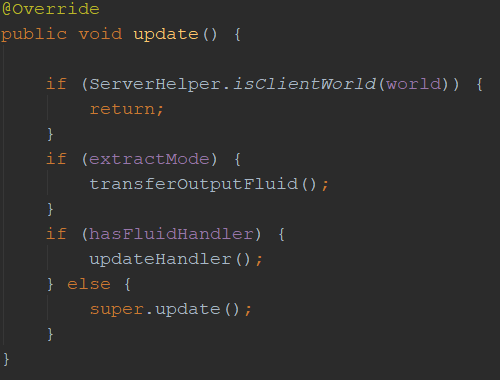 @Override
public void update() {
if (ServerHelper.isClientWorld(world)) {
return;
}
if (extractMode) {
transferOutputFluid();
}
if (hasFluidHandler) {
updateHandler();
} else {
super.update();
}
}